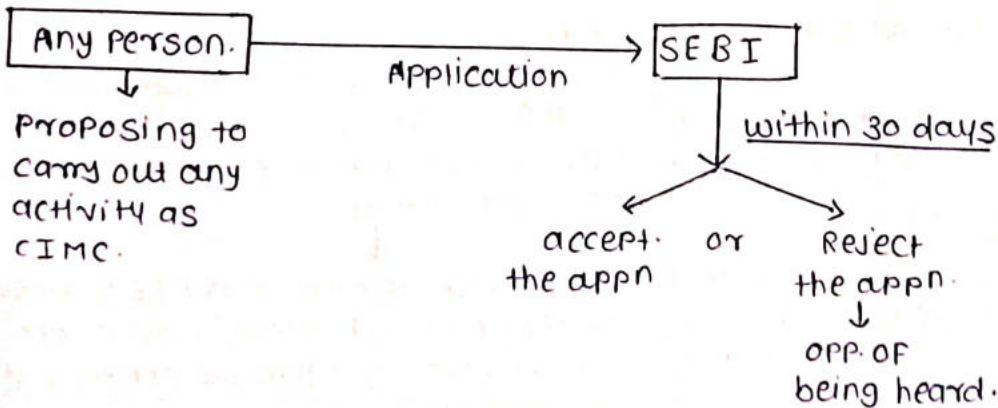 Any person.
Application
SEBI
proposing to
carry out any
activity as
CIMC.
within 30 days
accept. or Reject
the appn the appn.
opp. of
being heard.